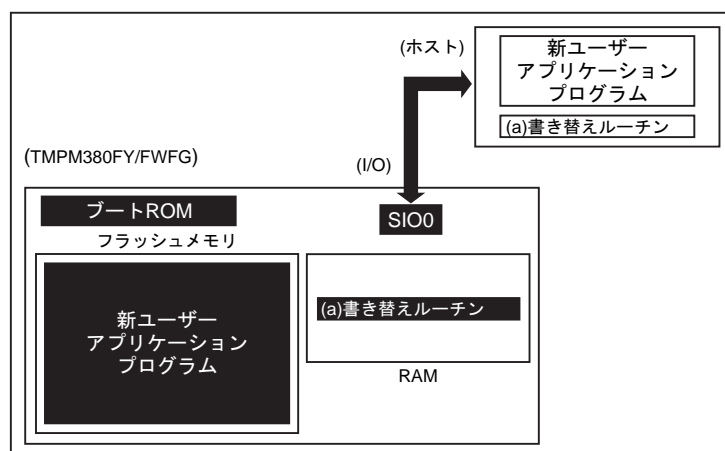 (ホスト)
新ユーザー
アプリケーション
プログラム
(a)書き替えルーチン
(TMPM380FY/FWFG)
(I/O)
ブートROM
SIO0
フラッシュメモリ
新ユーザー
アプリケーション
プログラム
(a)書き替えルーチン
RAM